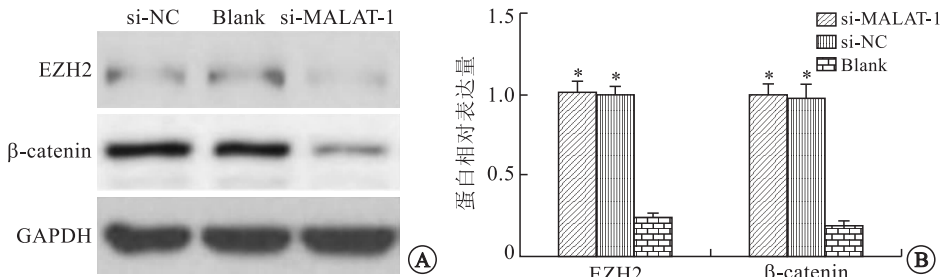 si-NC Blank si-MALAT-1
EZH2
β-catenin
GAPDH
A
蛋白相对表达量
1.5
1.0
0.5
0
* * * *
si-MALAT-1
si-NC
Blank
EZH2 β-catenin
B